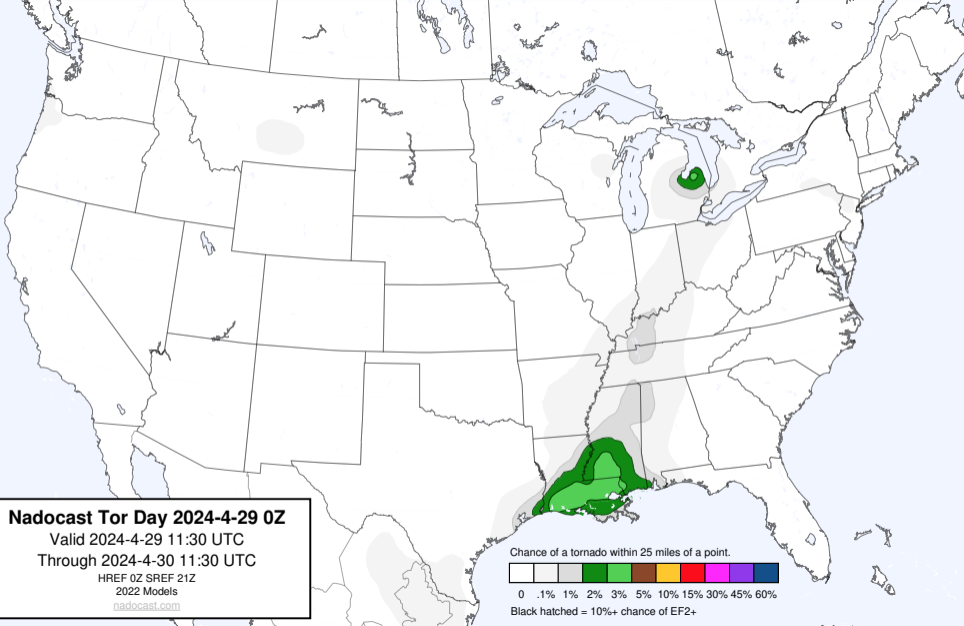 Nadocast Tor Day 2024-4-29 0Z
Valid 2024-4-29 11:30 UTC
Through 2024-4-30 11:30 UTC
HREF 0Z SREF 21Z
2022 Models
nadocast.com
Chance of a tornado within 25 miles of a point.
0 .1% 1% 2% 3% 5% 10% 15% 30% 45% 60%
Black hatched = 10%+ chance of EF2+